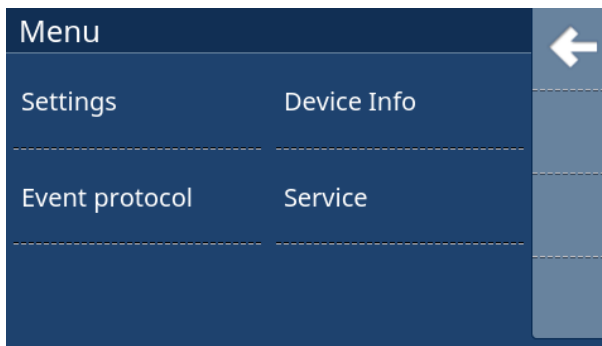 Menu
Settings
Device Info
Event protocol
Service